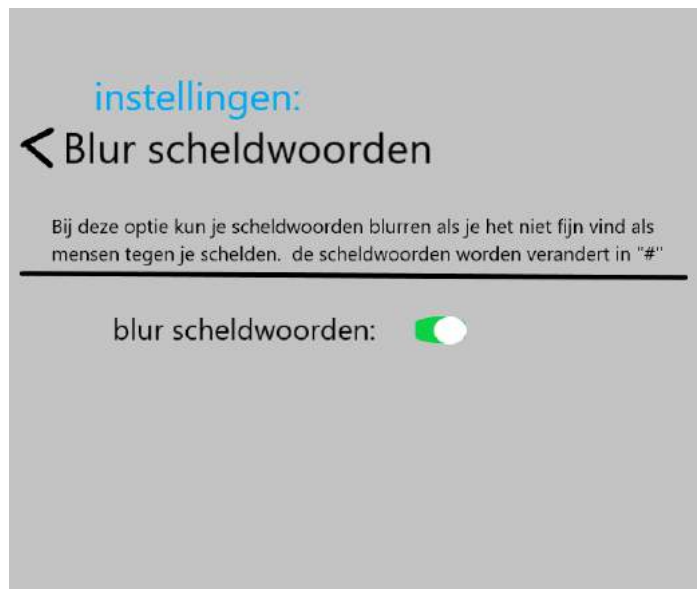 instellingen:
Blur scheldwoorden
Bij deze optie kun je scheldwoorden blurren als je het niet fijn vind als
mensen tegen je schelden.  de scheldwoorden worden verandert in "#"
blur scheldwoorden: